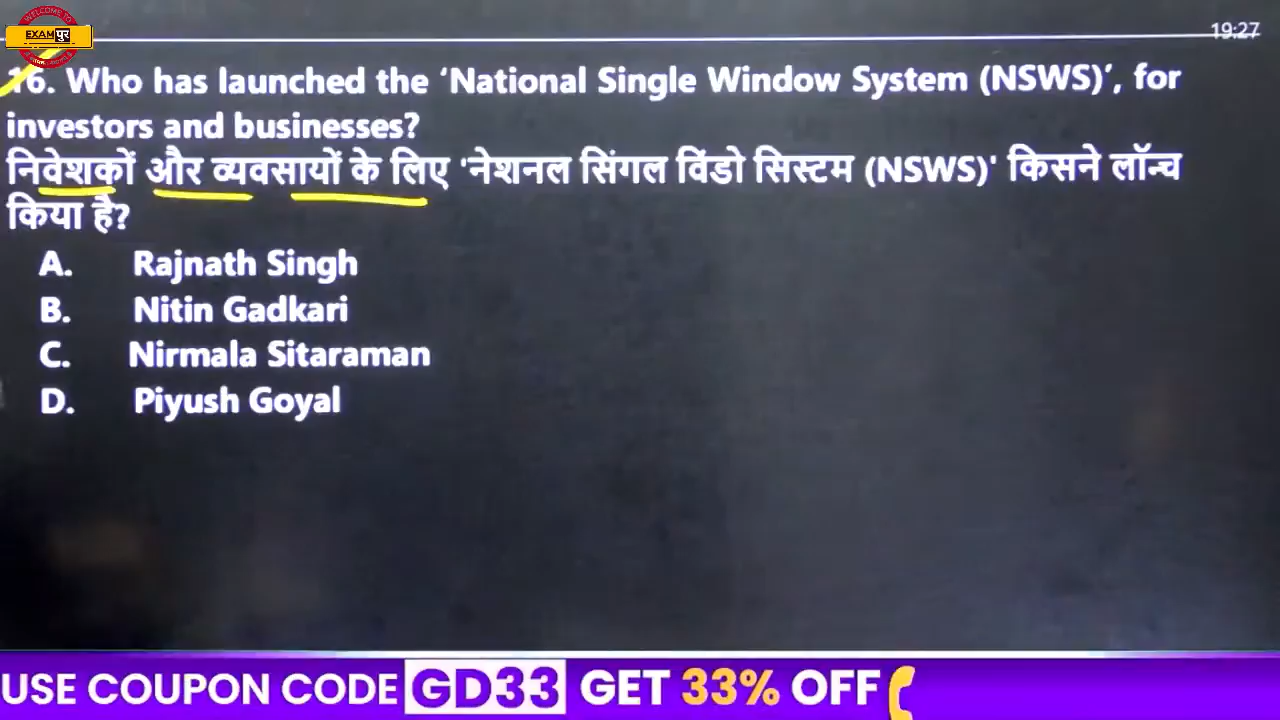 WELCOME TO
EXAMपुर
19:27
16. Who has launched the ‘National Single Window System (NSWS)’, for
investors and businesses?
निवेशकों और व्यवसायों के लिए 'नेशनल सिंगल विंडो सिस्टम (NSWS)' किसने लॉन्च
किया है?
A. Rajnath Singh
B. Nitin Gadkari
C. Nirmala Sitaraman
D. Piyush Goyal
USE COUPON CODE GD33 GET 33% OFF